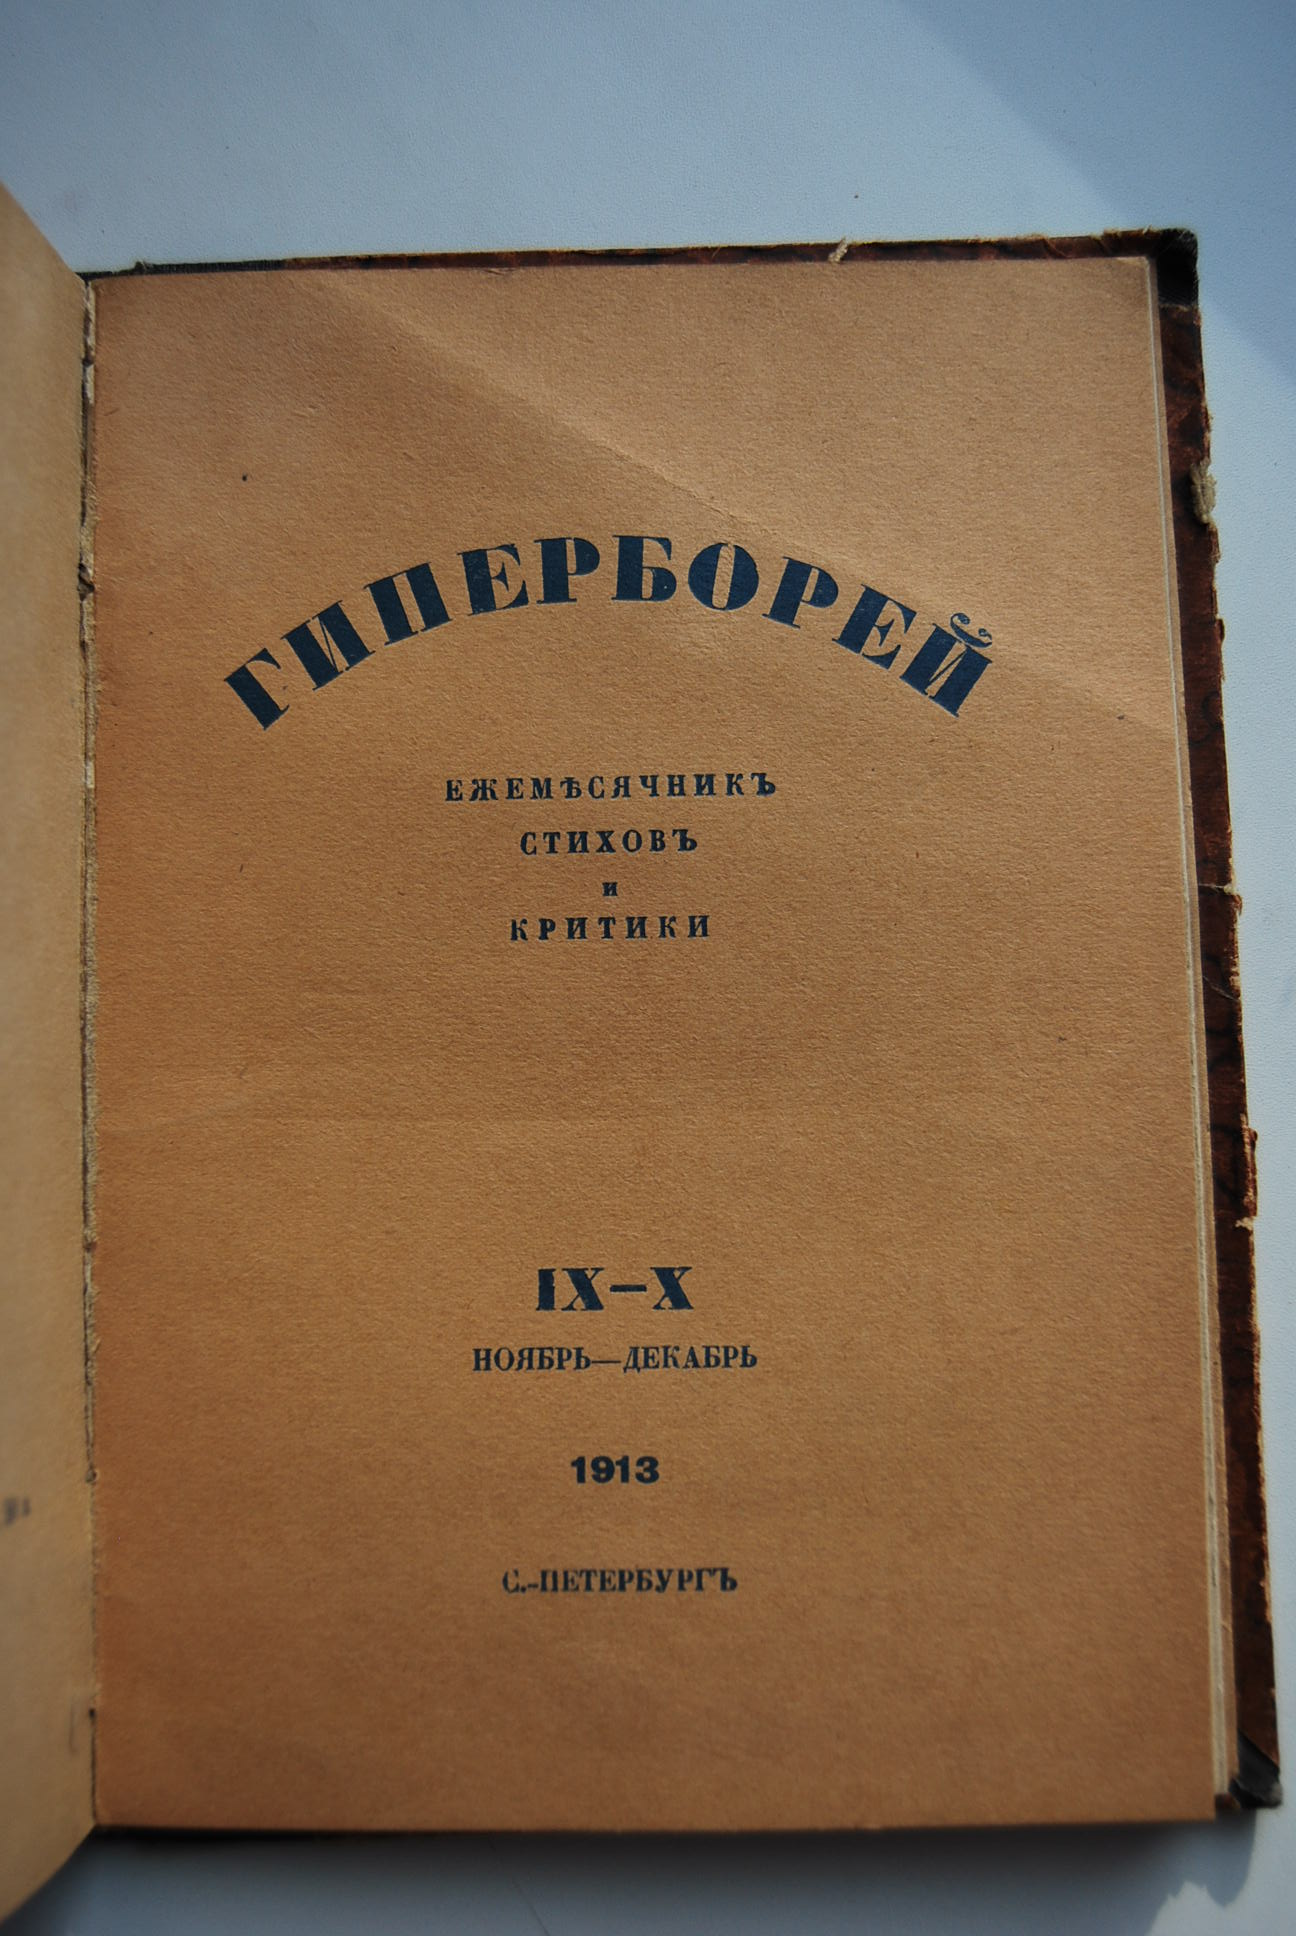 ГИПЕРБОРЕЙ
ЕЖЕМѢСЯЧНИКЪ
СТИХОВЪ
И
КРИТИКИ
IX—X
НОЯБРЬ—ДЕКАБРЬ
1913
С.-ПЕТЕРБУРГЪ